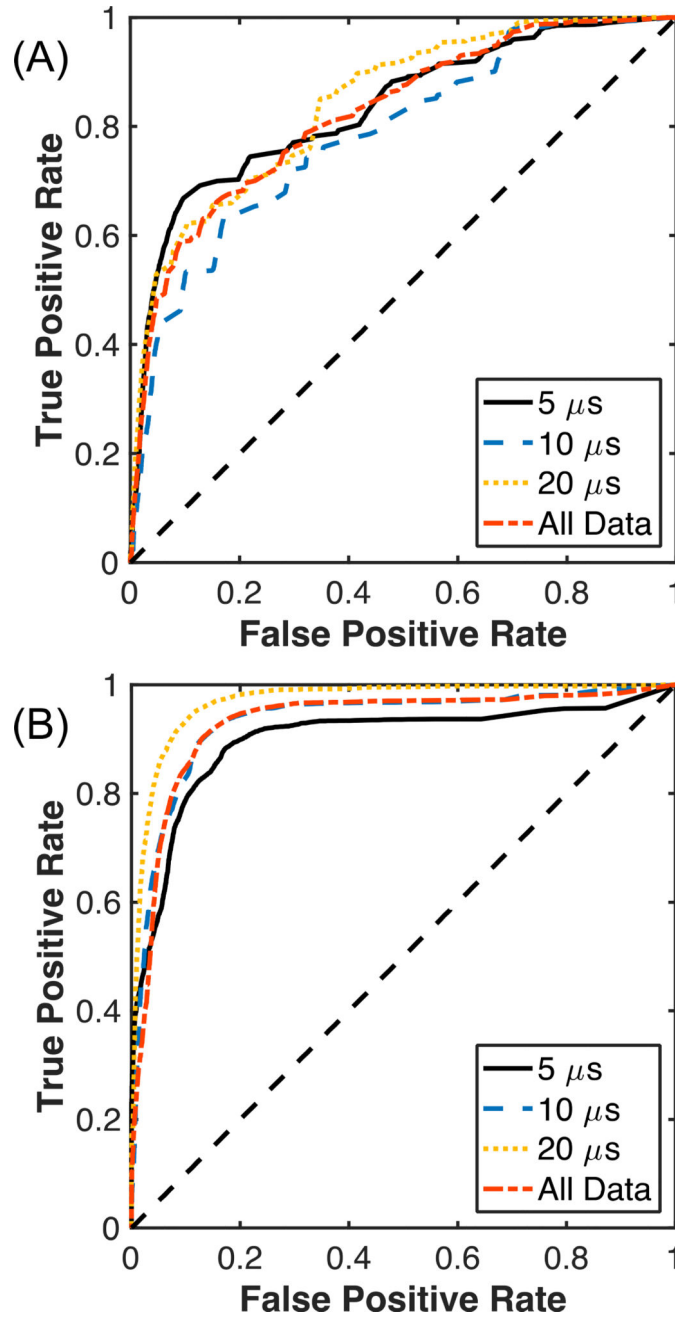 (A)
True Positive Rate
1
0.8
0.6
0.4
0.2
0
5 μs
10 μs
20 μs
All Data
0 0.2 0.4 0.6 0.8 1
False Positive Rate
(B)
True Positive Rate
1
0.8
0.6
0.4
0.2
0
5 μs
10 μs
20 μs
All Data
0 0.2 0.4 0.6 0.8 1
False Positive Rate